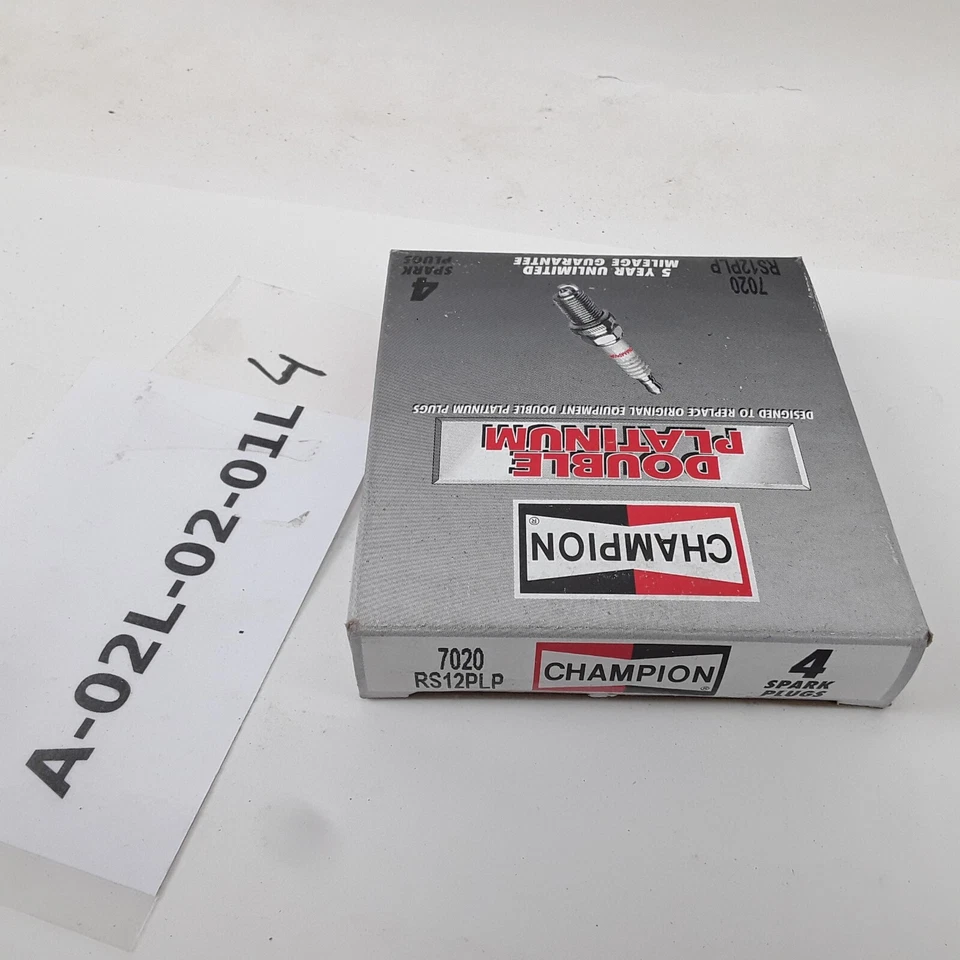 A-02L-02-01L 4
4
SPARK
PLUGS
5 YEAR UNLIMITED
MILEAGE GUARANTEE
7020
RS12PLP
CHAMPION
DESIGNED TO REPLACE ORIGINAL EQUIPMENT DOUBLE PLATINUM PLUGS
DOUBLE
PLATINUM
CHAMPION
®
7020
RS12PLP
CHAMPION
®
4
SPARK
PLUGS